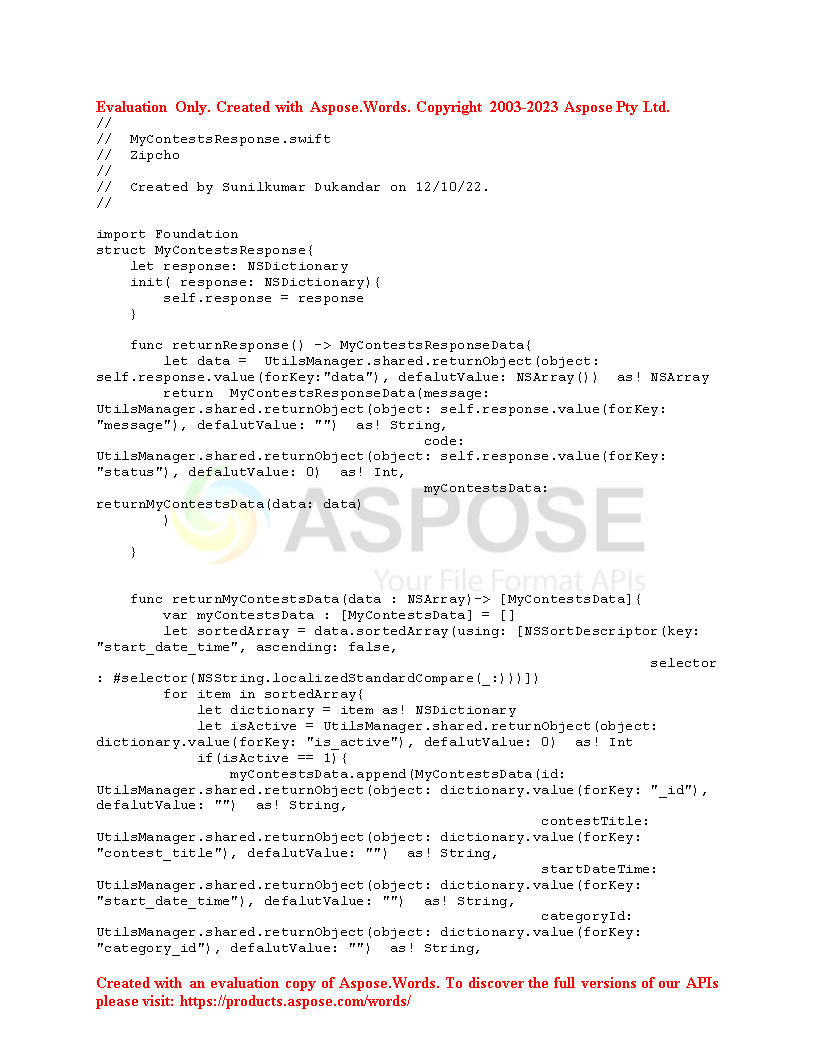 Evaluation Only. Created with Aspose.Words. Copyright 2003-2023 Aspose Pty Ltd.
//
//  MyContestsResponse.swift
//  Zipcho
//
//  Created by Sunilkumar Dukandar on 12/10/22.
//
import Foundation
struct MyContestsResponse{
    let response: NSDictionary
    init( response: NSDictionary){
        self.response = response
    }
    func returnResponse() -> MyContestsResponseData{
        let data =  UtilsManager.shared.returnObject(object:
self.response.value(forKey:"data"), defalutValue: NSArray())  as! NSArray
        return  MyContestsResponseData(message:
UtilsManager.shared.returnObject(object: self.response.value(forKey:
"message"), defalutValue: "")  as! String,
                                       code:
UtilsManager.shared.returnObject(object: self.response.value(forKey:
"status"), defalutValue: 0)  as! Int,
                                       myContestsData:
returnMyContestsData(data: data)
        )
ASPOSE
    }
Your File Format APIs
    func returnMyContestsData(data : NSArray)-> [MyContestsData]{
        var myContestsData : [MyContestsData] = []
        let sortedArray = data.sortedArray(using: [NSSortDescriptor(key:
"start_date_time", ascending: false,
                                                                  selector
: #selector(NSString.localizedStandardCompare(_:)))])
        for item in sortedArray{
            let dictionary = item as! NSDictionary
            let isActive = UtilsManager.shared.returnObject(object:
dictionary.value(forKey: "is_active"), defalutValue: 0)  as! Int
            if(isActive == 1){
                myContestsData.append(MyContestsData(id:
UtilsManager.shared.returnObject(object: dictionary.value(forKey: "_id"),
defalutValue: "")  as! String,
                                                     contestTitle:
UtilsManager.shared.returnObject(object: dictionary.value(forKey:
"contest_title"), defalutValue: "")  as! String,
                                                     startDateTime:
UtilsManager.shared.returnObject(object: dictionary.value(forKey:
"start_date_time"), defalutValue: "")  as! String,
                                                     categoryId:
UtilsManager.shared.returnObject(object: dictionary.value(forKey:
"category_id"), defalutValue: "")  as! String,
Created with an evaluation copy of Aspose.Words. To discover the full versions of our APIs
please visit: https://products.aspose.com/words/